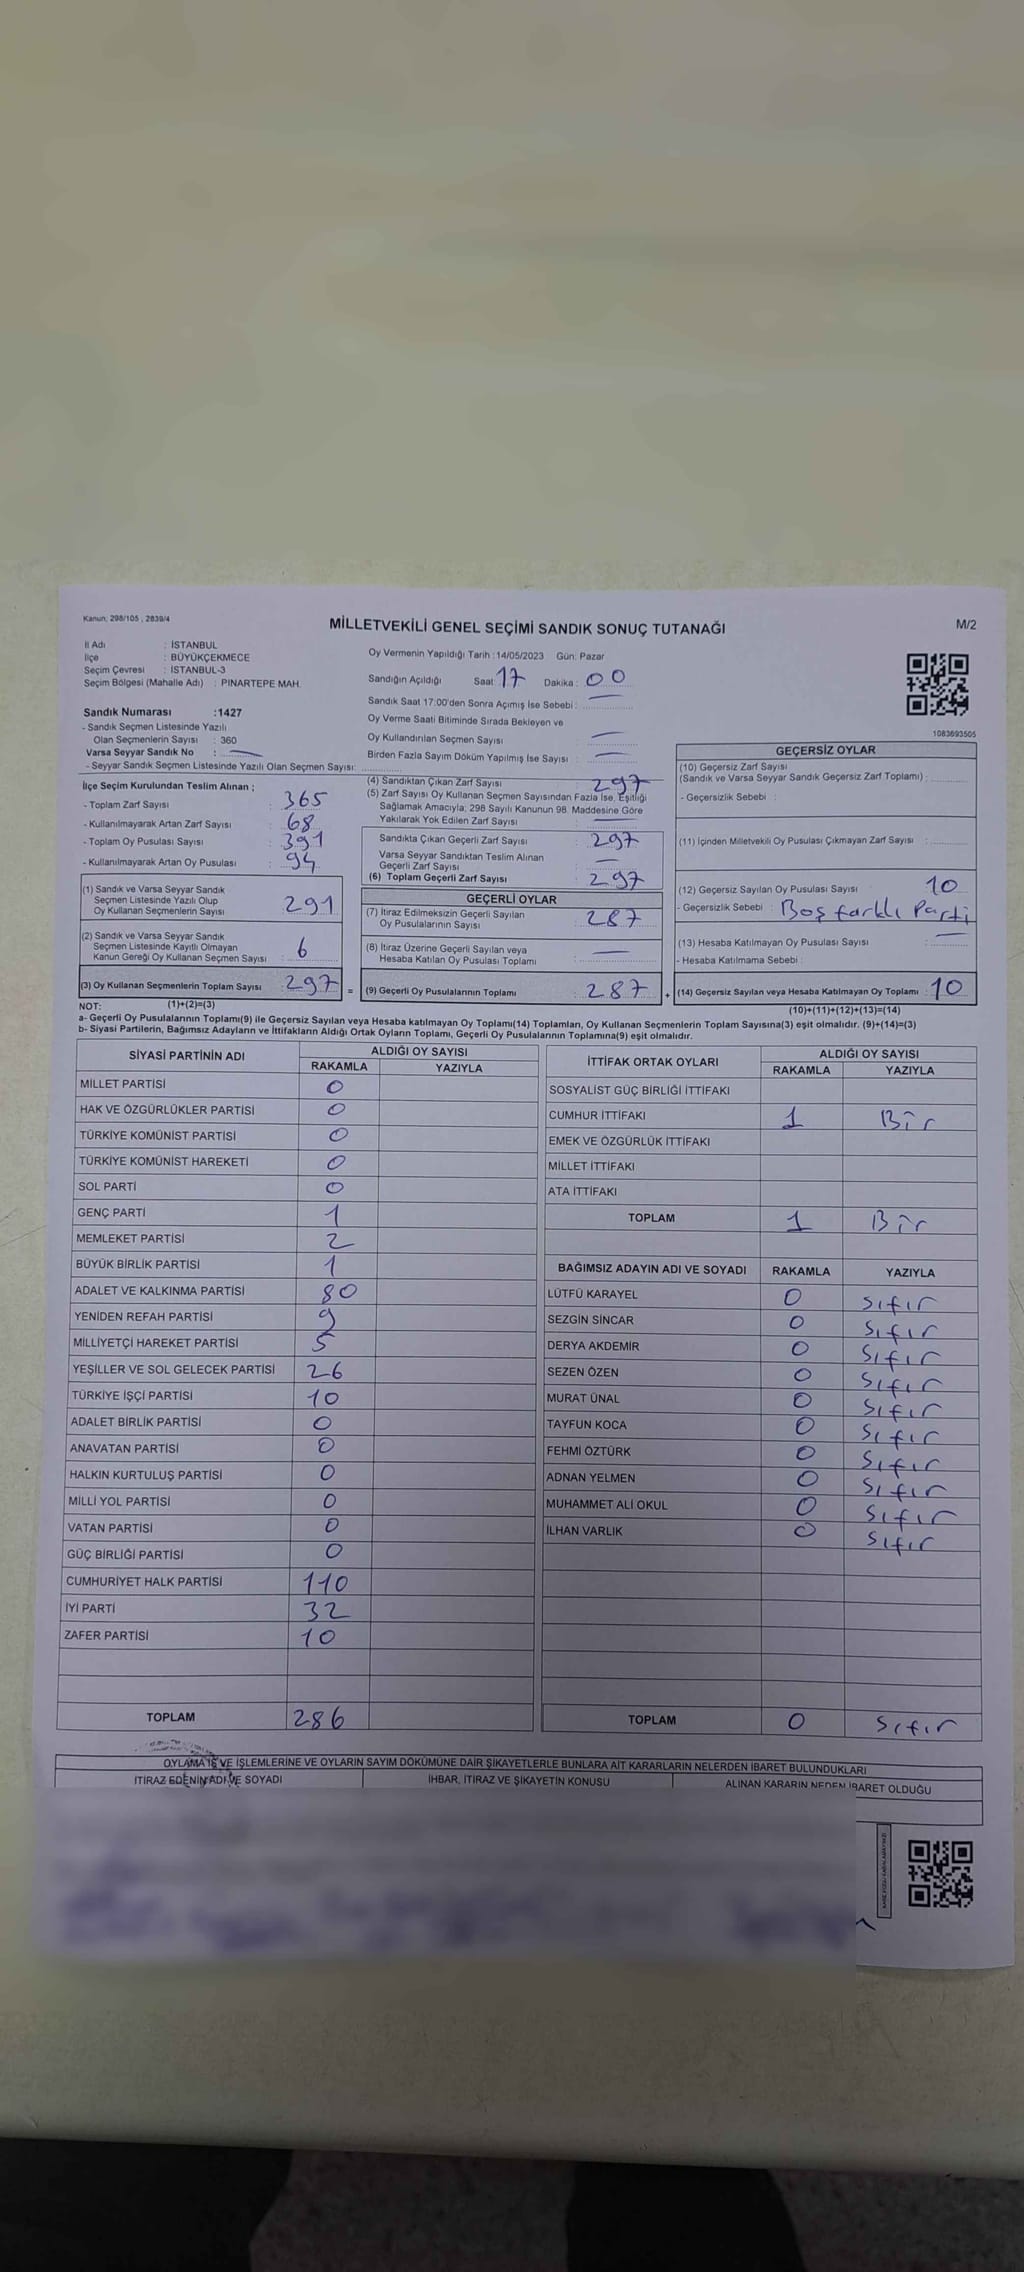 Kanun: 298/105 , 2839/4
MİLLETVEKİLİ GENEL SEÇİMİ SANDIK SONUÇ TUTANAĞI
M/2
İl Adı : İSTANBUL
İlçe : BÜYÜKÇEKMECE
Seçim Çevresi : İSTANBUL-3
Seçim Bölgesi (Mahalle Adı) : PINARTEPE MAH.
Sandık Numarası :1427
- Sandık Seçmen Listesinde Yazılı
Olan Seçmenlerin Sayısı : 360
Varsa Seyyar Sandık No :
- Seyyar Sandık Seçmen Listesinde Yazılı Olan Seçmen Sayısı:
Oy Vermenin Yapıldığı Tarih :14/05/2023 Gün: Pazar
Sandığın Açıldığı Saat: 17 Dakika : 00
Sandık Saat 17:00'den Sonra Açılmış İse Sebebi :
Oy Verme Saati Bitiminde Sırada Bekleyen ve
Oy Kullandırılan Seçmen Sayısı :
Birden Fazla Sayım Döküm Yapılmış İse Sayısı :
1083693505
İlçe Seçim Kurulundan Teslim Alınan ;
- Toplam Zarf Sayısı : 365
- Kullanılmayarak Artan Zarf Sayısı : 68
- Toplam Oy Pusulası Sayısı : 391
- Kullanılmayarak Artan Oy Pusulası : 94
(1) Sandık ve Varsa Seyyar Sandık
Seçmen Listesinde Yazılı Olup
Oy Kullanan Seçmenlerin Sayısı : 291
(2) Sandık ve Varsa Seyyar Sandık
Seçmen Listesinde Kayıtlı Olmayan
Kanun Gereği Oy Kullanan Seçmen Sayısı : 6
(3) Oy Kullanan Seçmenlerin Toplam Sayısı : 297 =
(1)+(2)=(3)
(4) Sandıktan Çıkan Zarf Sayısı : 297
(5) Zarf Sayısı Oy Kullanan Seçmen Sayısından Fazla İse, Eşitliği
Sağlamak Amacıyla; 298 Sayılı Kanunun 98. Maddesine Göre
Yakılarak Yok Edilen Zarf Sayısı :
Sandıkta Çıkan Geçerli Zarf Sayısı : 297
Varsa Seyyar Sandıktan Teslim Alınan
Geçerli Zarf Sayısı :
(6) Toplam Geçerli Zarf Sayısı : 297
GEÇERLİ OYLAR
(7) İtiraz Edilmeksizin Geçerli Sayılan
Oy Pusulalarının Sayısı : 287
(8) İtiraz Üzerine Geçerli Sayılan veya
Hesaba Katılan Oy Pusulası Toplamı :
(9) Geçerli Oy Pusulalarının Toplamı : 287 +
GEÇERSİZ OYLAR
(10) Geçersiz Zarf Sayısı
(Sandık ve Varsa Seyyar Sandık Geçersiz Zarf Toplamı) :
- Geçersizlik Sebebi :
(11) İçinden Milletvekili Oy Pusulası Çıkmayan Zarf Sayısı :
(12) Geçersiz Sayılan Oy Pusulası Sayısı : 10
- Geçersizlik Sebebi : Boş farklı Parti
(13) Hesaba Katılmayan Oy Pusulası Sayısı :
- Hesaba Katılmama Sebebi :
(14) Geçersiz Sayılan veya Hesaba Katılmayan Oy Toplamı : 10
(10)+(11)+(12)+(13)=(14)
NOT:
a- Geçerli Oy Pusulalarının Toplamı(9) ile Geçersiz Sayılan veya Hesaba katılmayan Oy Toplamı(14) Toplamları, Oy Kullanan Seçmenlerin Toplam Sayısına(3) eşit olmalıdır. (9)+(14)=(3)
b- Siyasi Partilerin, Bağımsız Adayların ve İttifakların Aldığı Ortak Oyların Toplamı, Geçerli Oy Pusulalarının Toplamına(9) eşit olmalıdır.
SİYASİ PARTİNİN ADI ALDIĞI OY SAYISI
RAKAMLA YAZIYLA
MİLLET PARTİSİ 0
HAK VE ÖZGÜRLÜKLER PARTİSİ 0
TÜRKİYE KOMÜNİST PARTİSİ 0
TÜRKİYE KOMÜNİST HAREKETİ 0
SOL PARTİ 0
GENÇ PARTİ 1
MEMLEKET PARTİSİ 2
BÜYÜK BİRLİK PARTİSİ 1
ADALET VE KALKINMA PARTİSİ 80
YENİDEN REFAH PARTİSİ 9
MİLLİYETÇİ HAREKET PARTİSİ 5
YEŞİLLER VE SOL GELECEK PARTİSİ 26
TÜRKİYE İŞÇİ PARTİSİ 10
ADALET BİRLİK PARTİSİ 0
ANAVATAN PARTİSİ 0
HALKIN KURTULUŞ PARTİSİ 0
MİLLİ YOL PARTİSİ 0
VATAN PARTİSİ 0
GÜÇ BİRLİĞİ PARTİSİ 0
CUMHURİYET HALK PARTİSİ 110
İYİ PARTİ 32
ZAFER PARTİSİ 10
TOPLAM 286
İTTİFAK ORTAK OYLARI ALDIĞI OY SAYISI
RAKAMLA YAZIYLA
SOSYALİST GÜÇ BİRLİĞİ İTTİFAKI
CUMHUR İTTİFAKI 1 Bir
EMEK VE ÖZGÜRLÜK İTTİFAKI
MİLLET İTTİFAKI
ATA İTTİFAKI
TOPLAM 1 Bir
BAĞIMSIZ ADAYIN ADI VE SOYADI RAKAMLA YAZIYLA
LÜTFÜ KARAYEL 0 Sıfır
SEZGİN SİNCAR 0 Sıfır
DERYA AKDEMİR 0 Sıfır
SEZEN ÖZEN 0 Sıfır
MURAT ÜNAL 0 Sıfır
TAYFUN KOCA 0 Sıfır
FEHMİ ÖZTÜRK 0 Sıfır
ADNAN YELMEN 0 Sıfır
MUHAMMET ALİ OKUL 0 Sıfır
İLHAN VARLIK 0 Sıfır
TOPLAM 0 Sıfır
OYLAMA İŞ VE İŞLEMLERİNE VE OYLARIN SAYIM DÖKÜMÜNE DAİR ŞİKAYETLERLE BUNLARA AİT KARARLARIN NELERDEN İBARET BULUNDUKLARI
İTİRAZ EDENİN ADI VE SOYADI İHBAR, İTİRAZ VE ŞİKAYETİN KONUSU ALINAN KARARIN NEDEN İBARET OLDUĞU